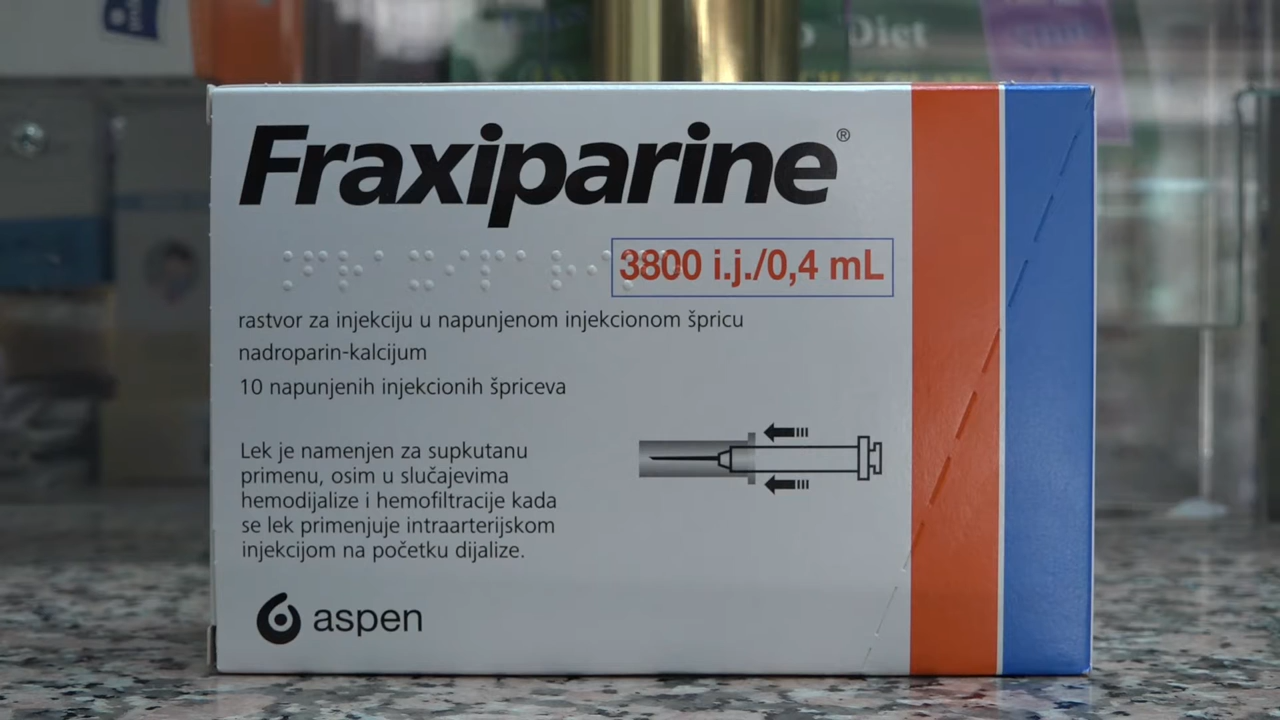 Diet
Fraxiparine®
3800 i.j./0,4 mL
rastvor za injekciju u napunjenom injekcionom špricu
nadroparin-kalcijum
10 napunjenih injekcionih špriceva
Lek je namenjen za supkutanu
primenu, osim u slučajevima
hemodijalize i hemofiltracije kada
se lek primenjuje intraarterijskom
injekcijom na početku dijalize.
aspen